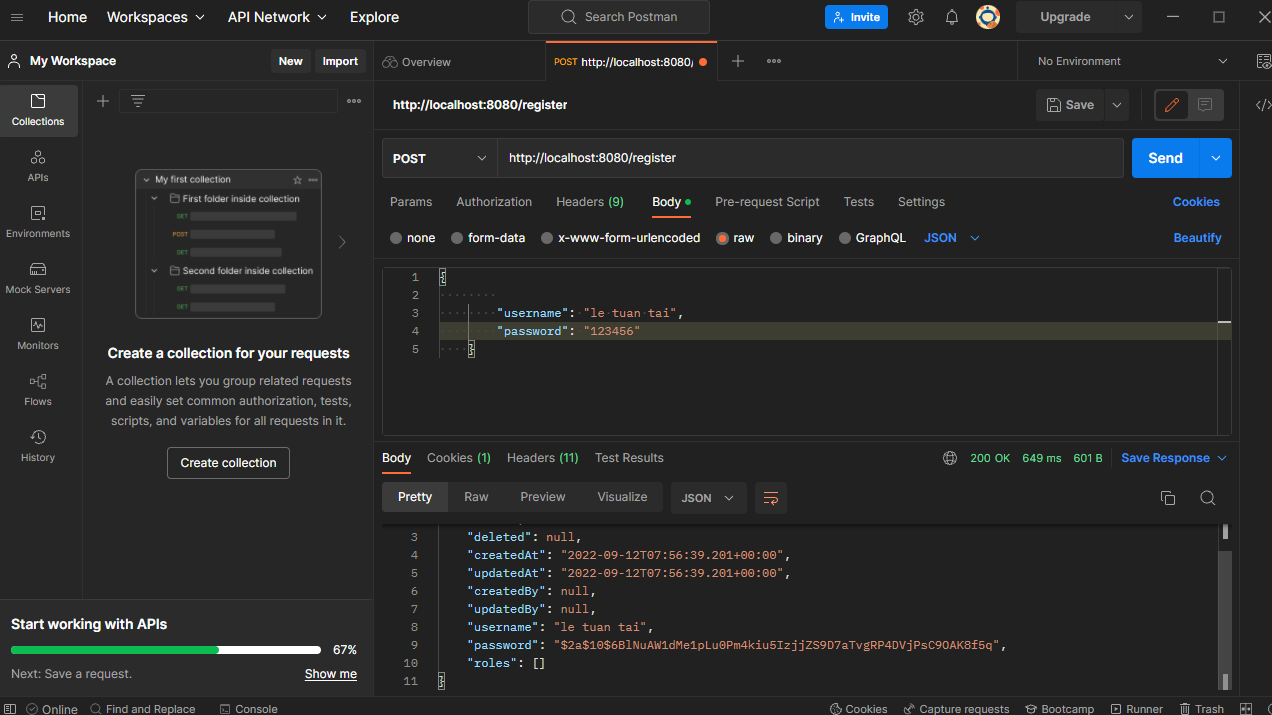 Home Workspaces API Network Explore Search Postman Invite Upgrade
My Workspace New Import Overview POST http://localhost:8080/ No Environment
http://localhost:8080/register Save
Collections
POST http://localhost:8080/register Send
APIs
Params Authorization Headers (9) Body Pre-request Script Tests Settings Cookies
none form-data x-www-form-urlencoded raw binary GraphQL JSON Beautify
Environments
Mock Servers
Monitors
Flows
History
My first collection
First folder inside collection
GET
POST
GET
Second folder inside collection
GET
GET
Create a collection for your requests
A collection lets you group related requests
and easily set common authorization, tests,
scripts, and variables for all requests in it.
Create collection
1 {
2
3 "username": "le tuan tai",
4 "password": "123456"
5 }
Body Cookies (1) Headers (11) Test Results 200 OK 649 ms 601 B Save Response
Pretty Raw Preview Visualize JSON
3 "deleted": null,
4 "createdAt": "2022-09-12T07:56:39.201+00:00",
5 "updatedAt": "2022-09-12T07:56:39.201+00:00",
6 "createdBy": null,
7 "updatedBy": null,
8 "username": "le tuan tai",
9 "password": "$2a$10$6BlNuAW1dMe1pLu0Pm4kiu5IzjjZS9D7aTvgRP4DVjPsC9OAK8f5q",
10 "roles": []
11 }
Start working with APIs
67%
Next: Save a request. Show me
Online Find and Replace Console Cookies Capture requests Bootcamp Runner Trash